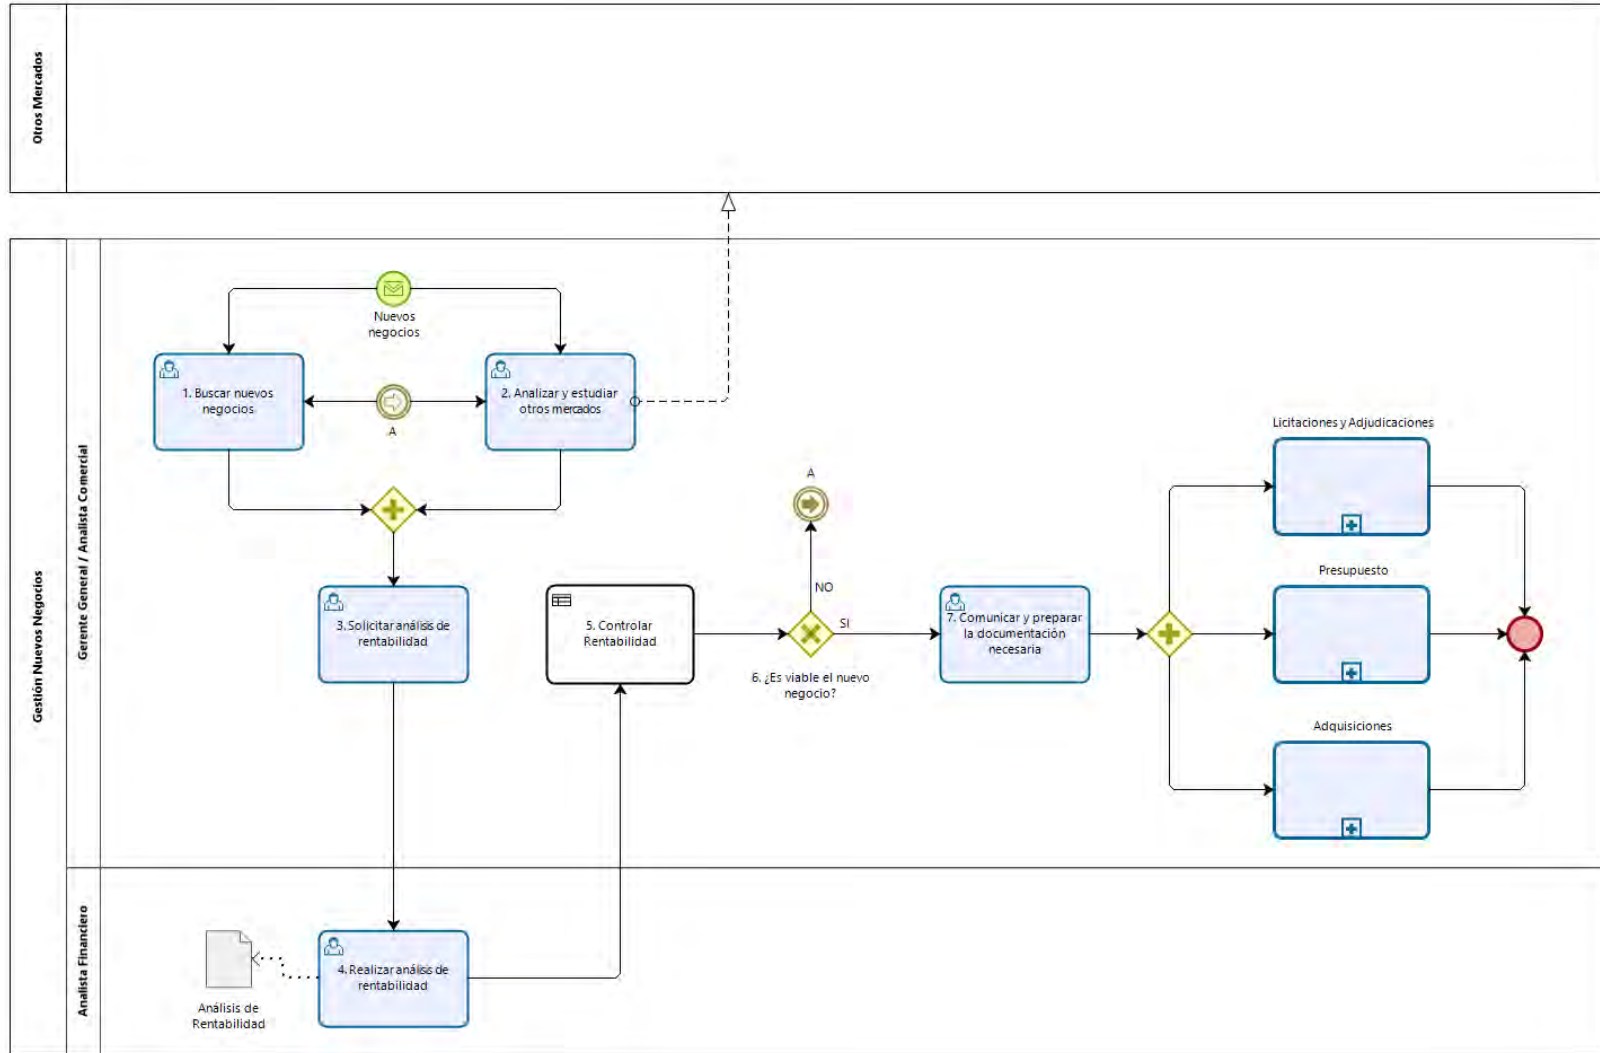 Otros Mercados
Gestión Nuevos Negocios
Gerente General / Analista Comercial
Nuevos
negocios
1. Buscar nuevos
negocios
A
2. Analizar y estudiar
otros mercados
3. Solicitar análisis de
rentabilidad
5. Controlar
Rentabilidad
A
NO
SI
6. ¿Es viable el nuevo
negocio?
7. Comunicar y preparar
la documentación
necesaria
Licitaciones y Adjudicaciones
Presupuesto
Adquisiciones
Analista Financiero
4. Realizar análisis de
rentabilidad
Análisis de
Rentabilidad